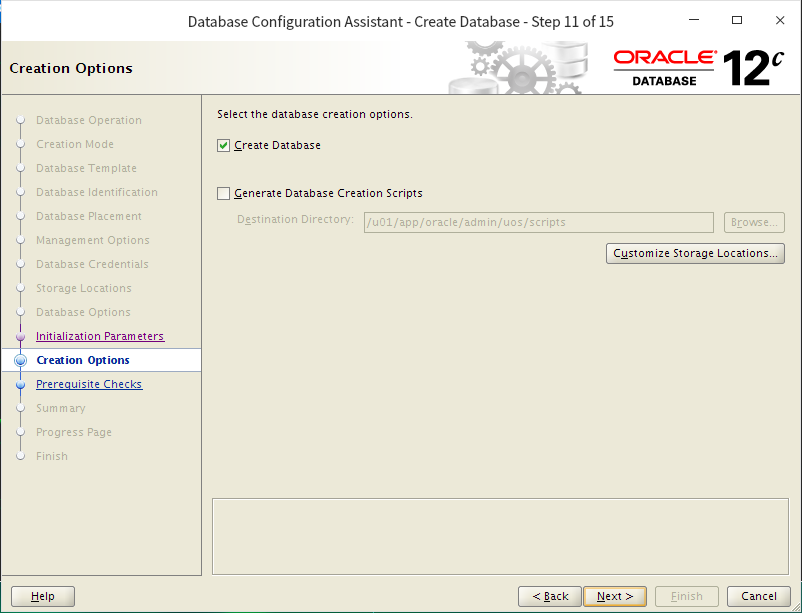 Database Configuration Assistant - Create Database - Step 11 of 15
Creation Options
ORACLE®
DATABASE
12c
Database Operation
Creation Mode
Database Template
Database Identification
Database Placement
Management Options
Database Credentials
Storage Locations
Database Options
Initialization Parameters
Creation Options
Prerequisite Checks
Summary
Progress Page
Finish
Select the database creation options.
Create Database
Generate Database Creation Scripts
Destination Directory: /u01/app/oracle/admin/uos/scripts Browse...
Customize Storage Locations...
Help < Back Next > Finish Cancel